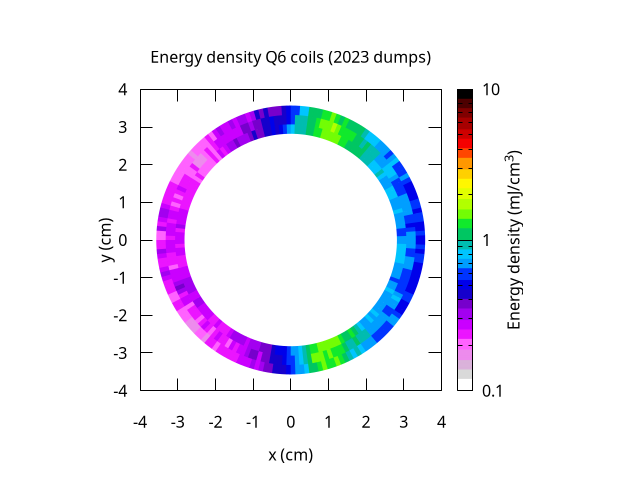 Energy density Q6 coils (2023 dumps)
4
3
2
1
0
-1
-2
-3
-4
y (cm)
-4 -3 -2 -1 0 1 2 3 4
x (cm)
10
1
0.1
Energy density (mJ/cm³)